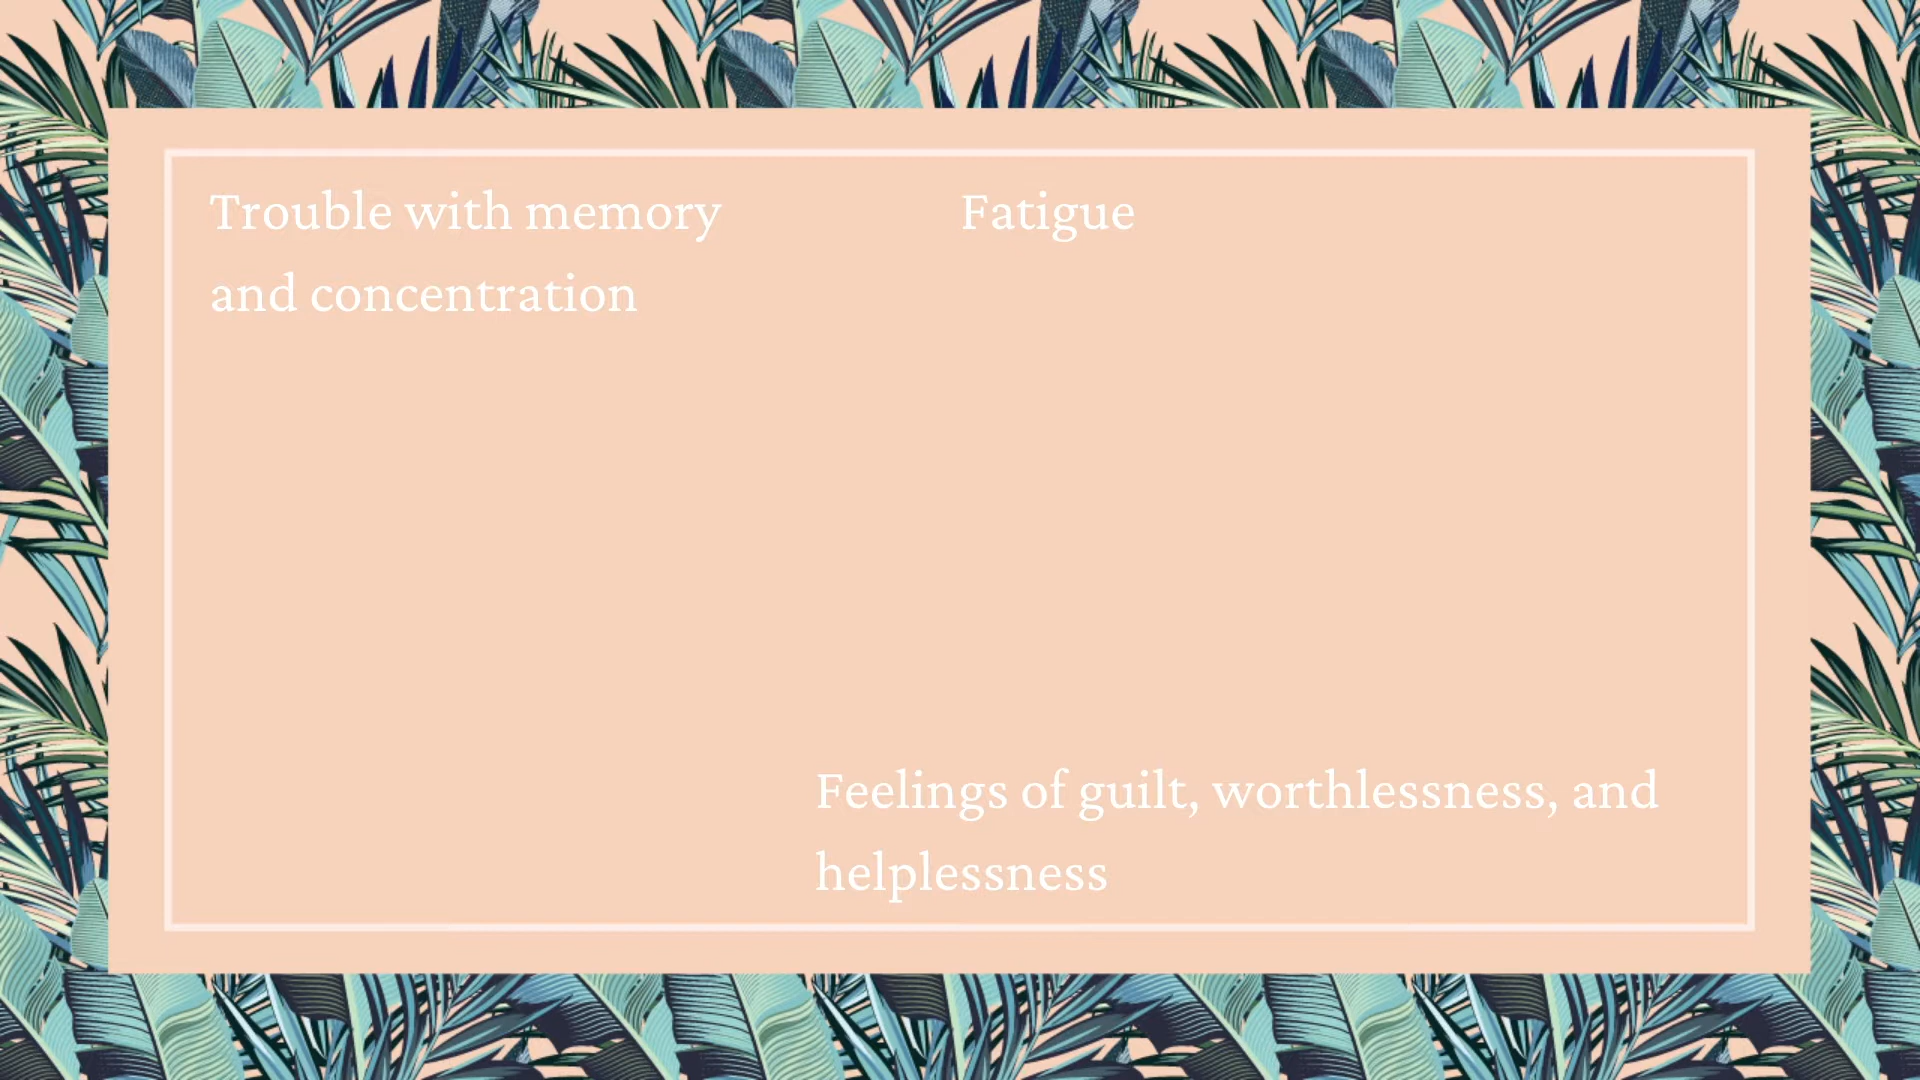 Trouble with memory
and concentration
Fatigue
Feelings of guilt, worthlessness, and
helplessness